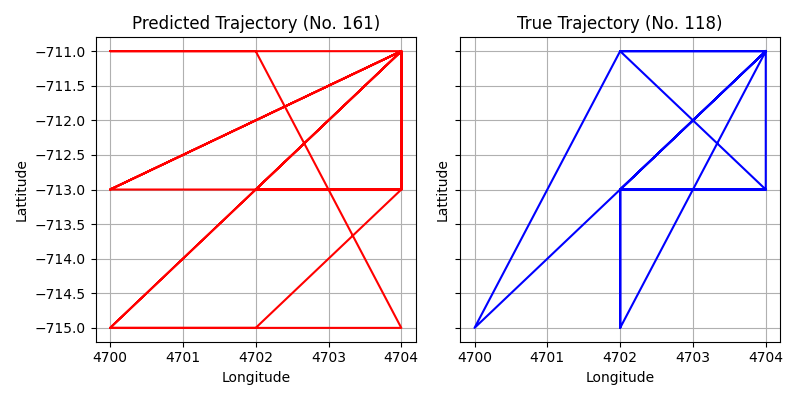 Predicted Trajectory (No. 161)
True Trajectory (No. 118)
−711.0
−711.5
−712.0
−712.5
−713.0
−713.5
−714.0
−714.5
−715.0
Lattitude
Lattitude
4700 4701 4702 4703 4704
4700 4701 4702 4703 4704
Longitude
Longitude